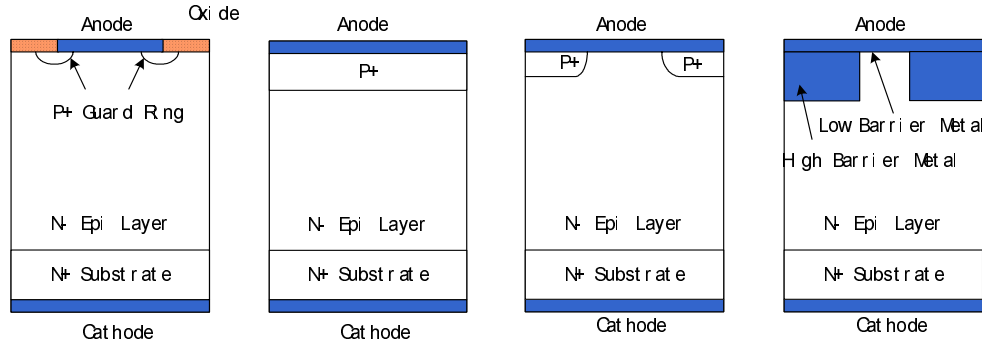 Oxide
Anode
Anode
Anode
Anode
P+
P+
P+
P+ Guard Ring
Low Barrier Metal
High Barrier Metal
N- Epi Layer
N- Epi Layer
N- Epi Layer
N- Epi Layer
N+ Substrate
N+ Substrate
N+ Substrate
N+ Substrate
Cathode
Cathode
Cathode
Cathode